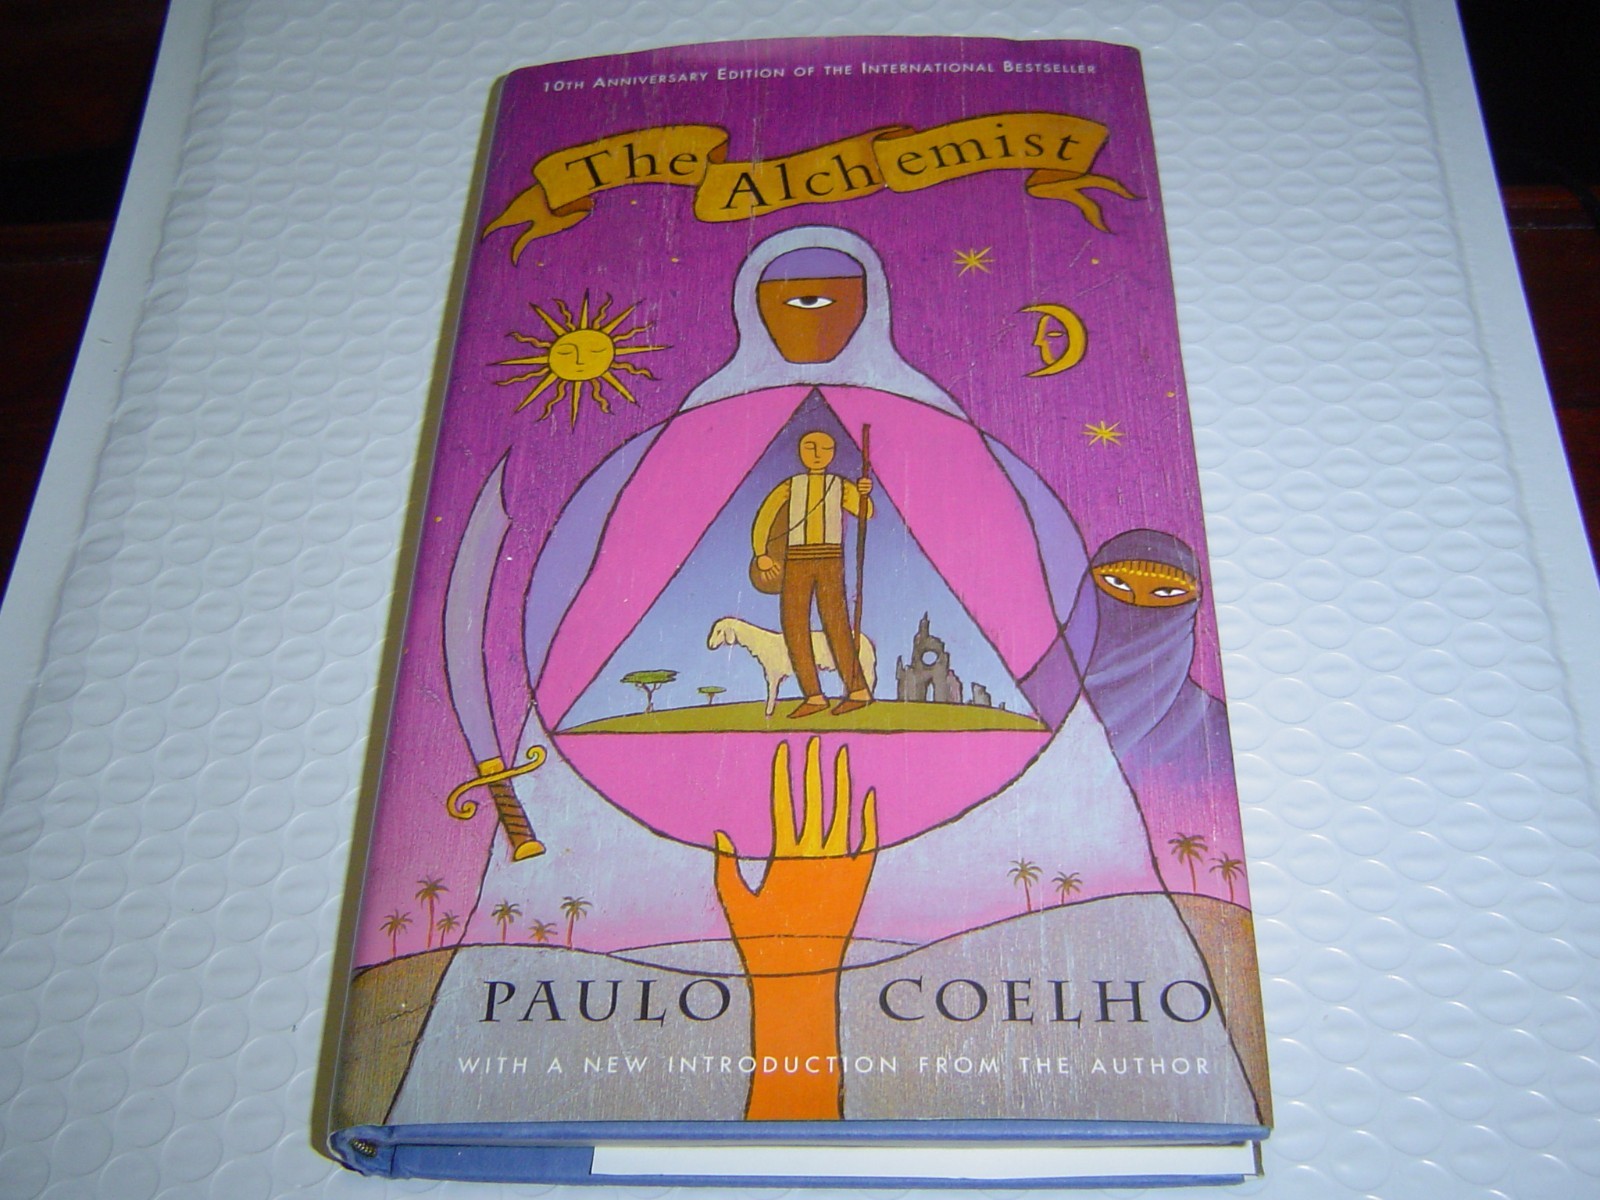 10TH ANNIVERSARY EDITION OF THE INTERNATIONAL BESTSELLER
The Alchemist
PAULO COELHO
WITH A NEW INTRODUCTION FROM THE AUTHOR